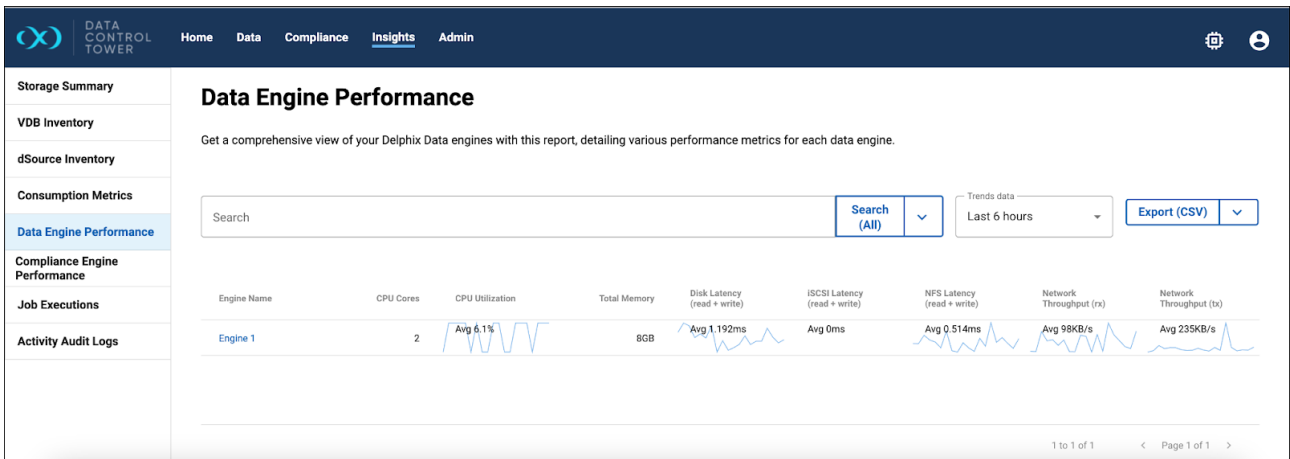 DATA
CONTROL
TOWER
Home Data Compliance Insights Admin
Storage Summary
VDB Inventory
dSource Inventory
Consumption Metrics
Data Engine Performance
Compliance Engine
Performance
Job Executions
Activity Audit Logs
Data Engine Performance
Get a comprehensive view of your Delphix Data engines with this report, detailing various performance metrics for each data engine.
Search
Search
(All)
Trends data
Last 6 hours
Export (CSV)
Engine Name
CPU Cores
CPU Utilization
Total Memory
Disk Latency
(read + write)
iSCSI Latency
(read + write)
NFS Latency
(read + write)
Network
Throughput (rx)
Network
Throughput (tx)
Engine 1
2
Avg 6.1%
8GB
Avg 1.192ms
Avg 0ms
Avg 0.514ms
Avg 98KB/s
Avg 235KB/s
1 to 1 of 1
Page 1 of 1